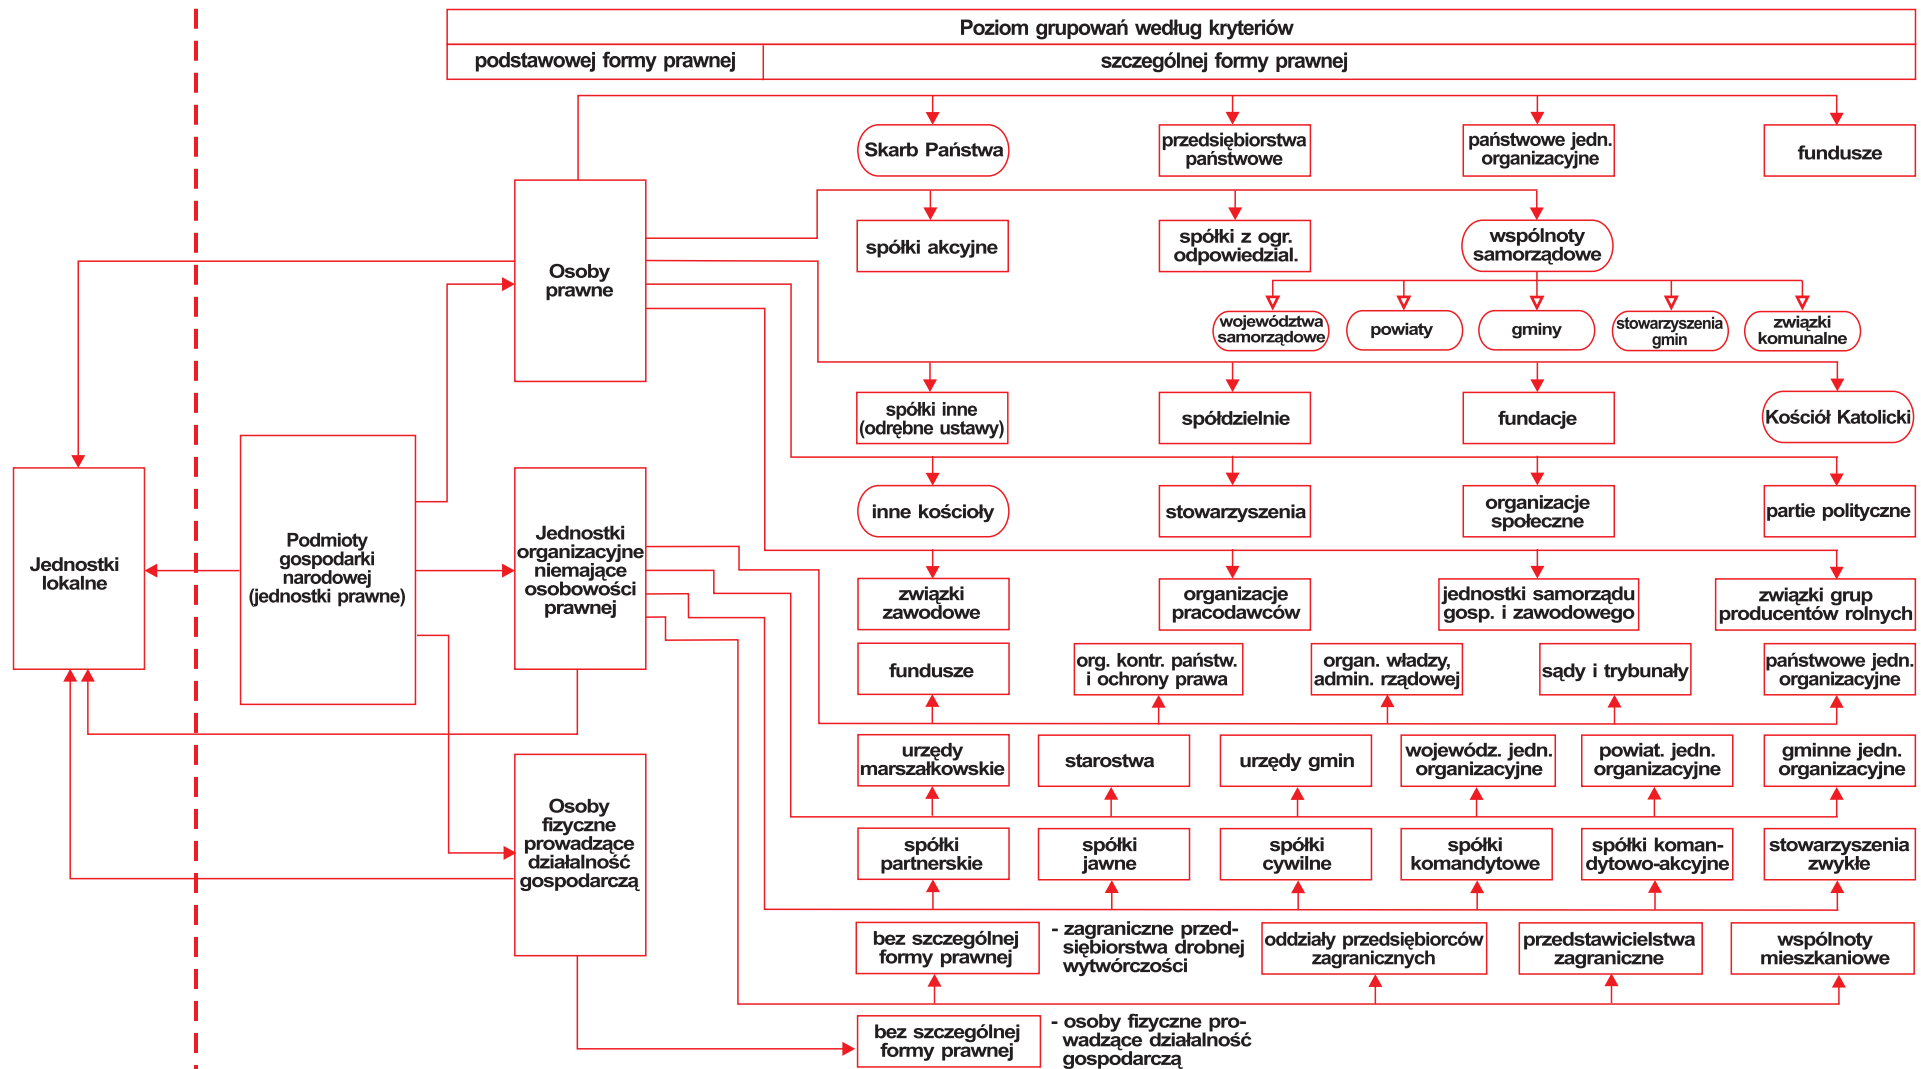 Poziom grupowań według kryteriów
podstawowej formy prawnej
szczególnej formy prawnej
Skarb Państwa
przedsiębiorstwa
państwowe
państwowe jedn.
organizacyjne
fundusze
spółki akcyjne
spółki z ogr.
odpowiedzial.
wspólnoty
samorządowe
Osoby
prawne
województwa
samorządowe
powiaty
gminy
stowarzyszenia
gmin
związki
komunalne
spółki inne
(odrębne ustawy)
spółdzielnie
fundacje
Kościół Katolicki
inne kościoły
stowarzyszenia
organizacje
społeczne
partie polityczne
Jednostki
lokalne
Podmioty
gospodarki
narodowej
(jednostki prawne)
Jednostki
organizacyjne
niemające
osobowości
prawnej
związki
zawodowe
organizacje
pracodawców
jednostki samorządu
gosp. i zawodowego
związki grup
producentów rolnych
fundusze
org. kontr. państw.
i ochrony prawa
organ. władzy,
admin. rządowej
sądy i trybunały
państwowe jedn.
organizacyjne
urzędy
marszałkowskie
starostwa
urzędy gmin
wojewódz. jedn.
organizacyjne
powiat. jedn.
organizacyjne
gminne jedn.
organizacyjne
Osoby
fizyczne
prowadzące
działalność
gospodarczą
spółki
partnerskie
spółki
jawne
spółki
cywilne
spółki
komandytowe
spółki koman-
dytowo-akcyjne
stowarzyszenia
zwykłe
bez szczególnej
formy prawnej
- zagraniczne przed-
siębiorstwa drobnej
wytwórczości
oddziały przedsiębiorców
zagranicznych
przedstawicielstwa
zagraniczne
wspólnoty
mieszkaniowe
bez szczególnej
formy prawnej
- osoby fizyczne pro-
wadzące działalność
gospodarczą